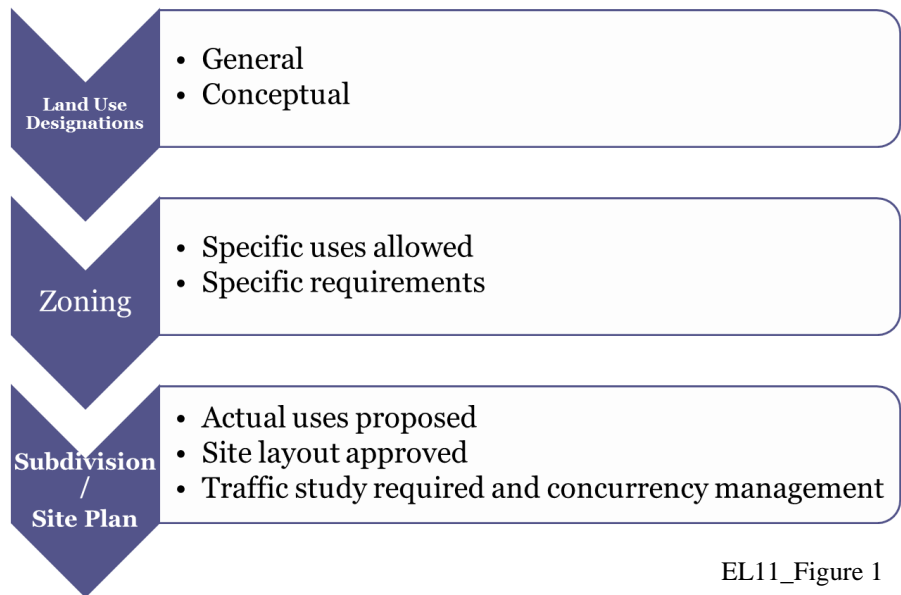 Land Use
Designations
• General
• Conceptual
Zoning
• Specific uses allowed
• Specific requirements
Subdivision
/
Site Plan
• Actual uses proposed
• Site layout approved
• Traffic study required and concurrency management
EL11_Figure 1